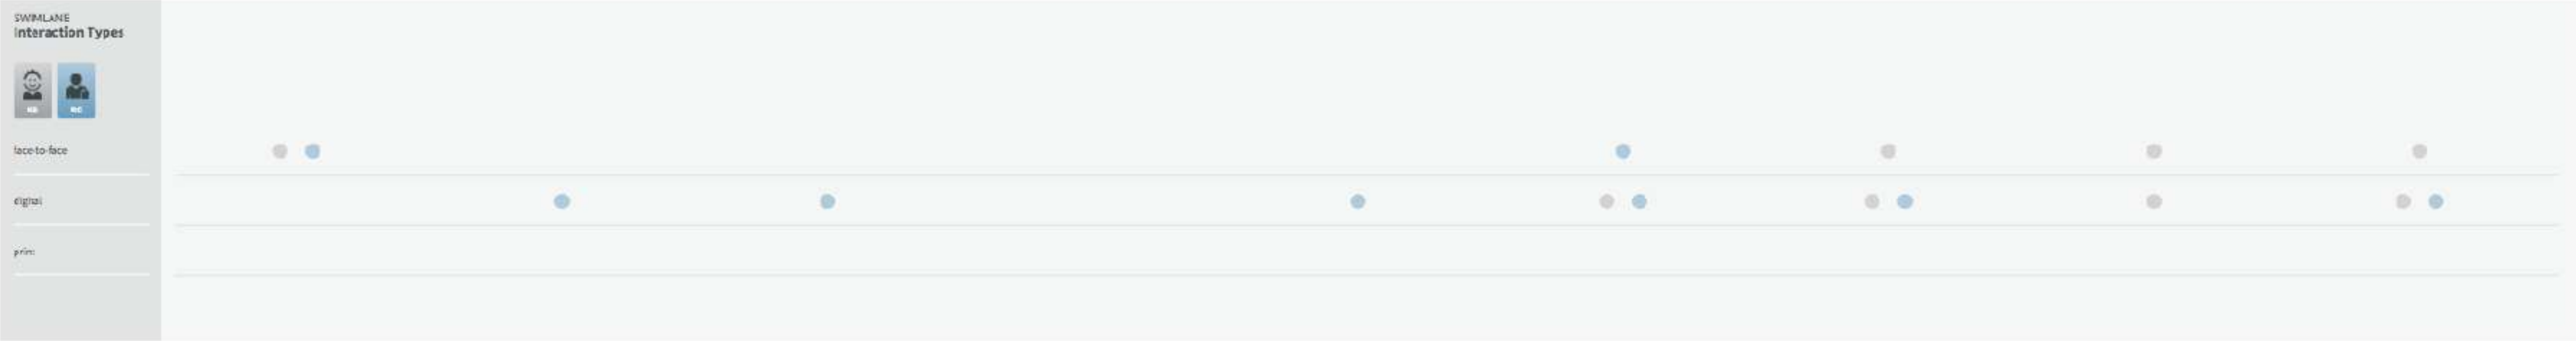 SWIMLANE
Interaction Types
face-to-face
digital
print